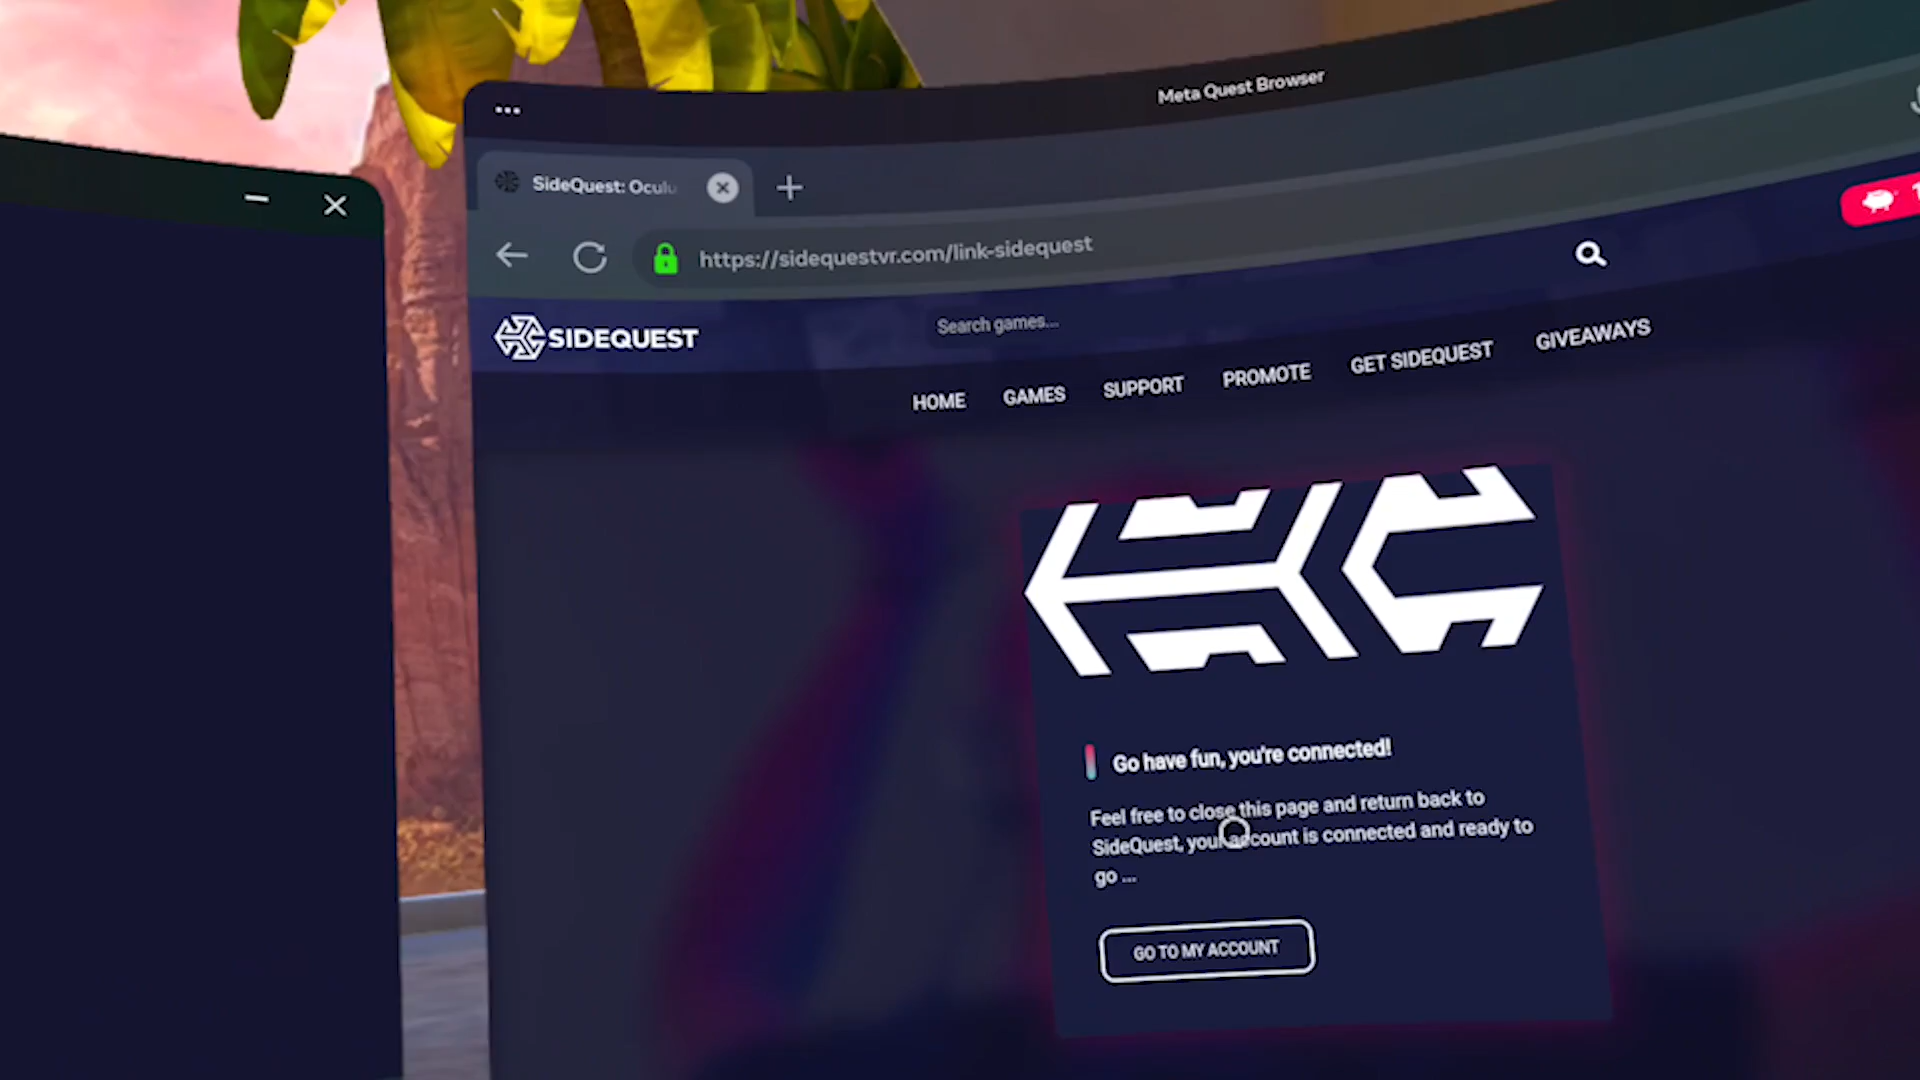 Meta Quest Browser
SideQuest: Oculu
https://sidequestvr.com/link-sidequest
SIDEQUEST
Search games...
HOME GAMES SUPPORT PROMOTE GET SIDEQUEST GIVEAWAYS
Go have fun, you're connected!
Feel free to close this page and return back to
SideQuest, your account is connected and ready to
go ...
GO TO MY ACCOUNT